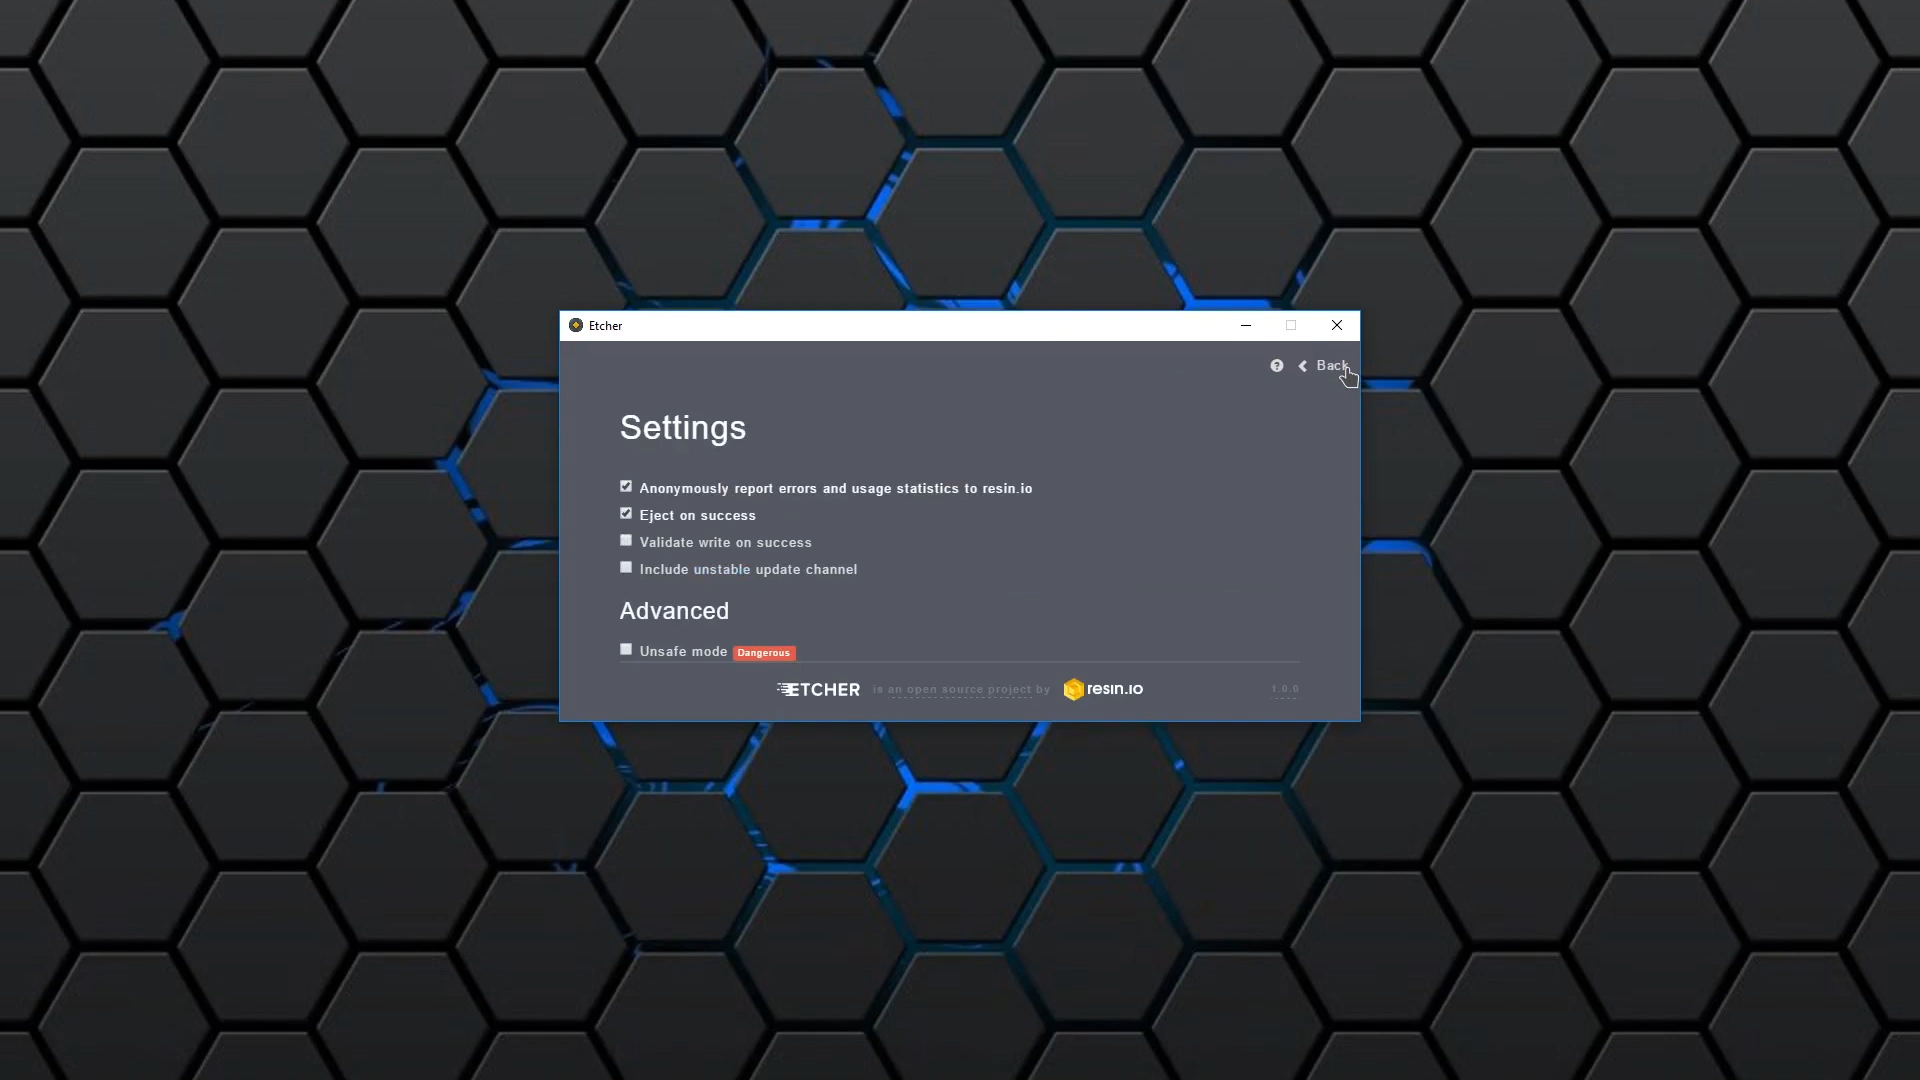 Etcher
Back
Settings
Anonymously report errors and usage statistics to resin.io
Eject on success
Validate write on success
Include unstable update channel
Advanced
Unsafe mode Dangerous
ETCHER is an open source project by resin.io 1.0.0